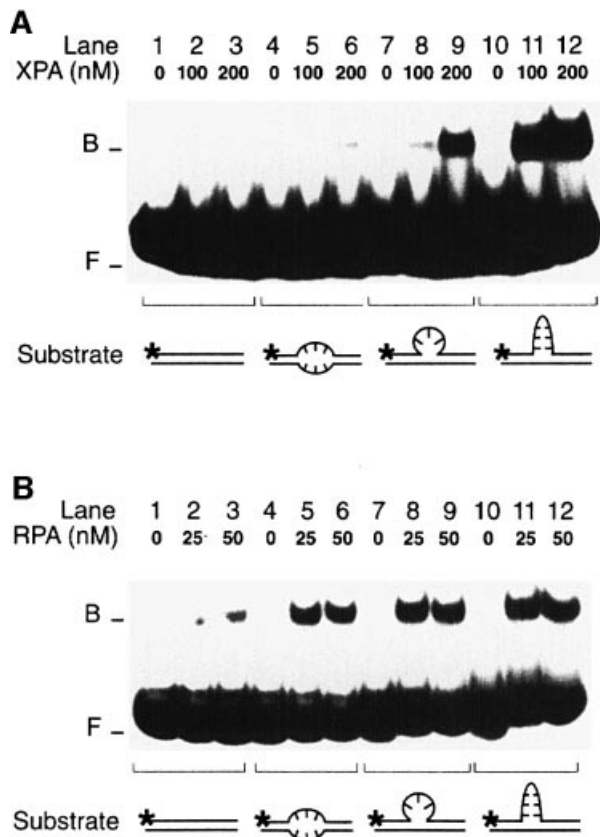 A
Lane 1 2 3 4 5 6 7 8 9 10 11 12
XPA (nM) 0 100 200 0 100 200 0 100 200 0 100 200
B
F
Substrate * * * *
B
Lane 1 2 3 4 5 6 7 8 9 10 11 12
RPA (nM) 0 25 50 0 25 50 0 25 50 0 25 50
B
F
Substrate * * * *